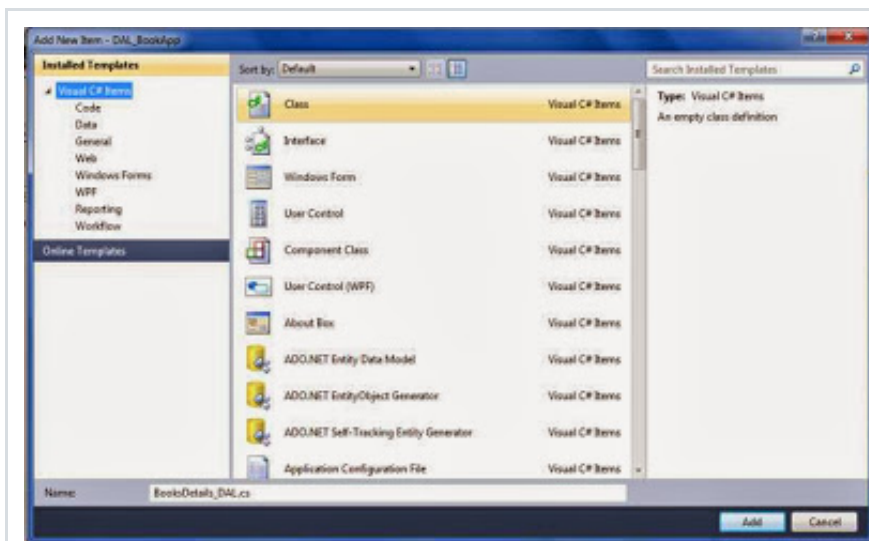 Add New Item - DAL_BookApp
Installed Templates
Visual C# Items
Code
Data
General
Web
Windows Forms
WPF
Reporting
Workflow
Online Templates
Sort by: Default
Class Visual C# Items
Interface Visual C# Items
Windows Form Visual C# Items
User Control Visual C# Items
Component Class Visual C# Items
User Control (WPF) Visual C# Items
About Box Visual C# Items
ADO.NET Entity Data Model Visual C# Items
ADO.NET EntityObject Generator Visual C# Items
ADO.NET Self-Tracking Entity Generator Visual C# Items
Application Configuration File Visual C# Items
Search Installed Templates
Type: Visual C# Items
An empty class definition
Name: BooksDetails_DAL.cs
Add Cancel